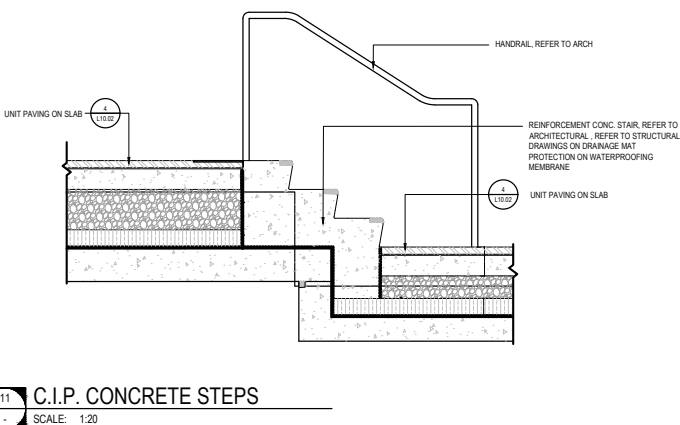 HANDRAIL, REFER TO ARCH
4
L10.02
UNIT PAVING ON SLAB
REINFORCEMENT CONC. STAIR, REFER TO
ARCHITECTURAL , REFER TO STRUCTURAL
DRAWINGS ON DRAINAGE MAT
PROTECTION ON WATERPROOFING
MEMBRANE
4
L10.02
UNIT PAVING ON SLAB
11
-
C.I.P. CONCRETE STEPS
SCALE: 1:20